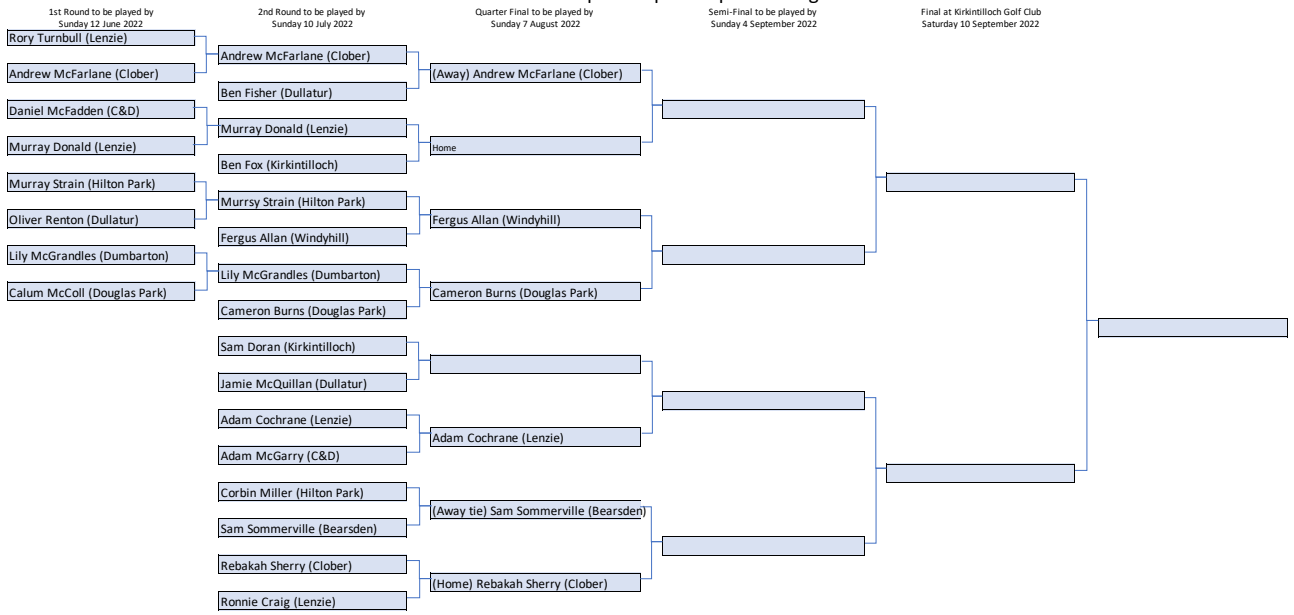 1st Round to be played by
Sunday 12 June 2022
2nd Round to be played by
Sunday 10 July 2022
Quarter Final to be played by
Sunday 7 August 2022
Semi-Final to be played by
Sunday 4 September 2022
Final at Kirkintilloch Golf Club
Saturday 10 September 2022
Rory Turnbull (Lenzie)
Andrew McFarlane (Clober)
Daniel McFadden (C&D)
Murray Donald (Lenzie)
Murray Strain (Hilton Park)
Oliver Renton (Dullatur)
Lily McGrandles (Dumbarton)
Calum McColl (Douglas Park)
Andrew McFarlane (Clober)
Ben Fisher (Dullatur)
Murray Donald (Lenzie)
Ben Fox (Kirkintilloch)
Murrsy Strain (Hilton Park)
Fergus Allan (Windyhill)
Lily McGrandles (Dumbarton)
Cameron Burns (Douglas Park)
Sam Doran (Kirkintilloch)
Jamie McQuillan (Dullatur)
Adam Cochrane (Lenzie)
Adam McGarry (C&D)
Corbin Miller (Hilton Park)
Sam Sommerville (Bearsden)
Rebakah Sherry (Clober)
Ronnie Craig (Lenzie)
(Away) Andrew McFarlane (Clober)
Home
Fergus Allan (Windyhill)
Cameron Burns (Douglas Park)
Adam Cochrane (Lenzie)
(Away tie) Sam Sommerville (Bearsden)
(Home) Rebakah Sherry (Clober)